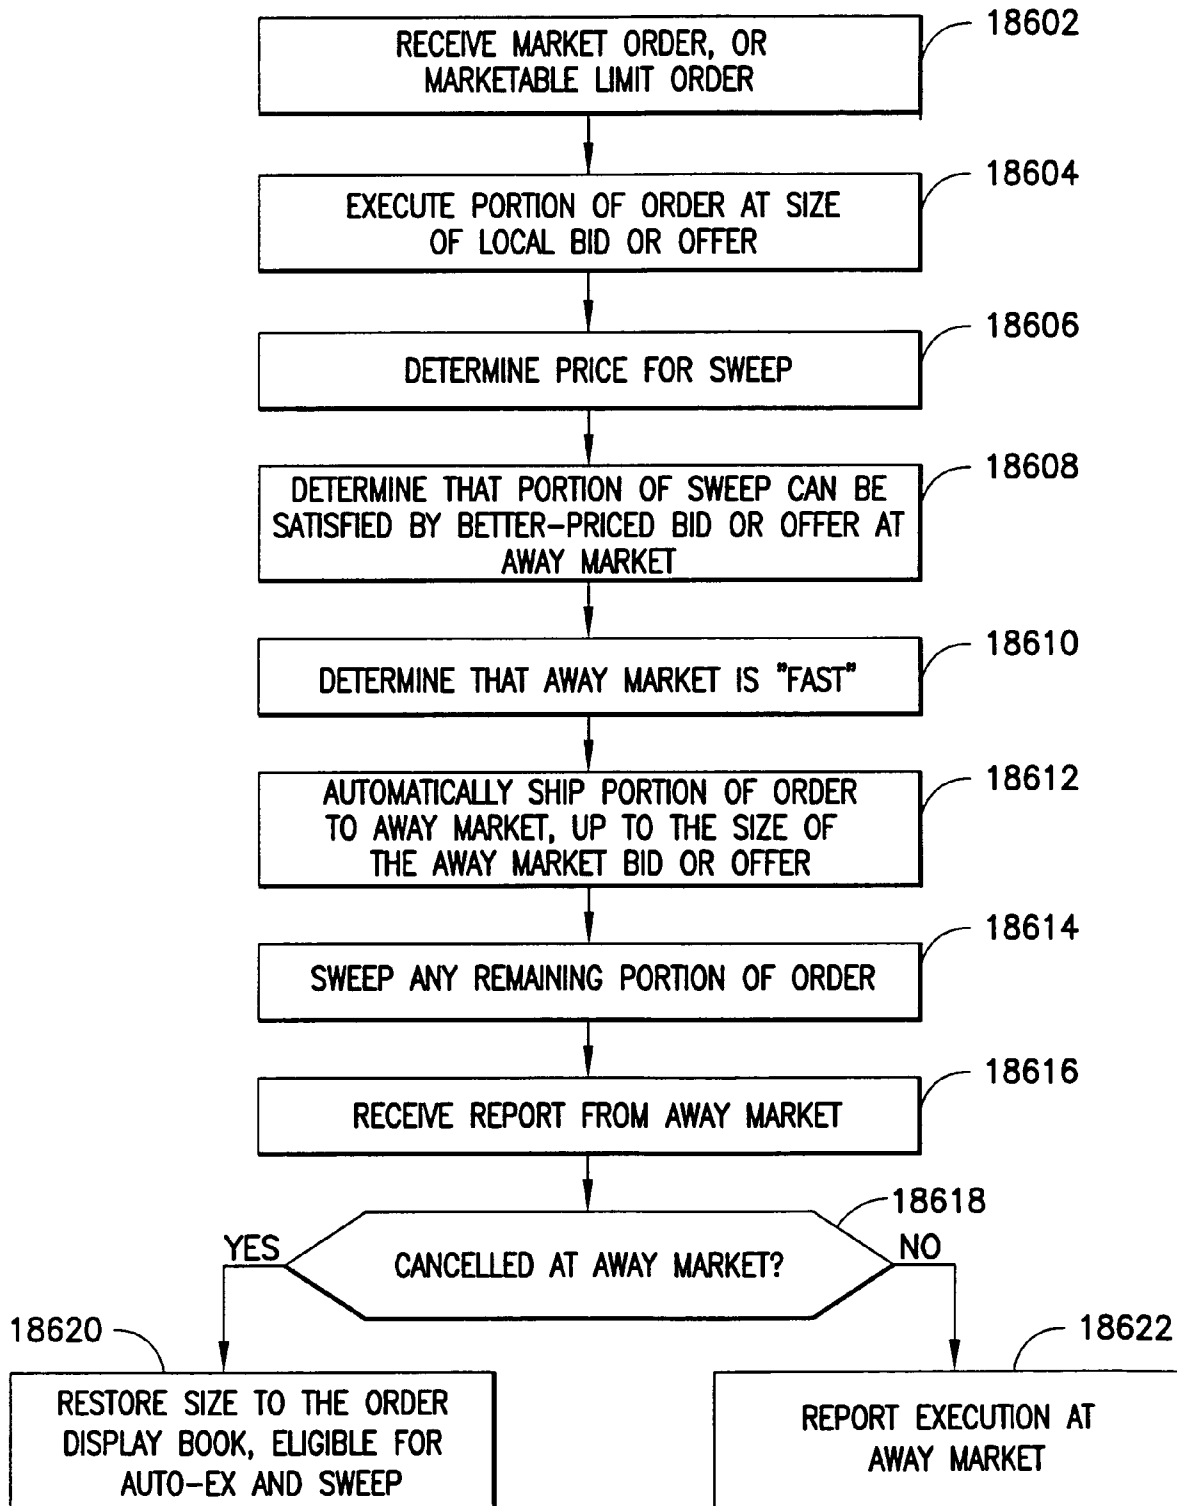 18602
RECEIVE MARKET ORDER, OR
MARKETABLE LIMIT ORDER
18604
EXECUTE PORTION OF ORDER AT SIZE
OF LOCAL BID OR OFFER
18606
DETERMINE PRICE FOR SWEEP
18608
DETERMINE THAT PORTION OF SWEEP CAN BE
SATISFIED BY BETTER-PRICED BID OR OFFER AT
AWAY MARKET
18610
DETERMINE THAT AWAY MARKET IS "FAST"
18612
AUTOMATICALLY SHIP PORTION OF ORDER
TO AWAY MARKET, UP TO THE SIZE OF
THE AWAY MARKET BID OR OFFER
18614
SWEEP ANY REMAINING PORTION OF ORDER
18616
RECEIVE REPORT FROM AWAY MARKET
18618
YES
CANCELLED AT AWAY MARKET?
NO
18620
RESTORE SIZE TO THE ORDER
DISPLAY BOOK, ELIGIBLE FOR
AUTO-EX AND SWEEP
18622
REPORT EXECUTION AT
AWAY MARKET